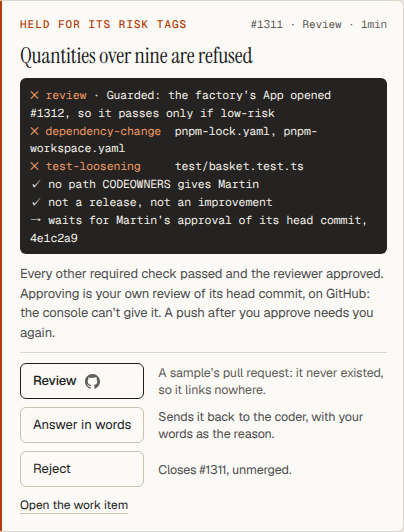 HELD FOR ITS RISK TAGS #1311 · Review · 1min
Quantities over nine are refused
✕ review · Guarded: the factory's App opened
#1312, so it passes only if low-risk
✕ dependency-change pnpm-lock.yaml, pnpm-
workspace.yaml
✕ test-loosening test/basket.test.ts
✓ no path CODEOWNERS gives Martin
✓ not a release, not an improvement
→ waits for Martin's approval of its head commit,
4e1c2a9
Every other required check passed and the reviewer approved.
Approving is your own review of its head commit, on GitHub:
the console can't give it. A push after you approve needs you
again.
Review
A sample's pull request: it never existed,
so it links nowhere.
Answer in words
Sends it back to the coder, with your
words as the reason.
Reject
Closes #1311, unmerged.
Open the work item